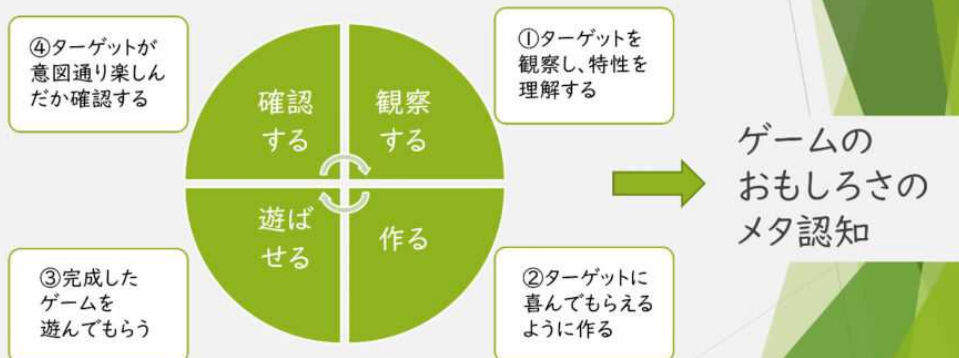 ④ターゲットが
意図通り楽しん
だか確認する
①ターゲットを
観察し、特性を
理解する
確認
する
観察
する
遊ば
せる
作る
③完成した
ゲームを
遊んでもらう
②ターゲットに
喜んでもらえる
ように作る
ゲームの
おもしろさの
メタ認知